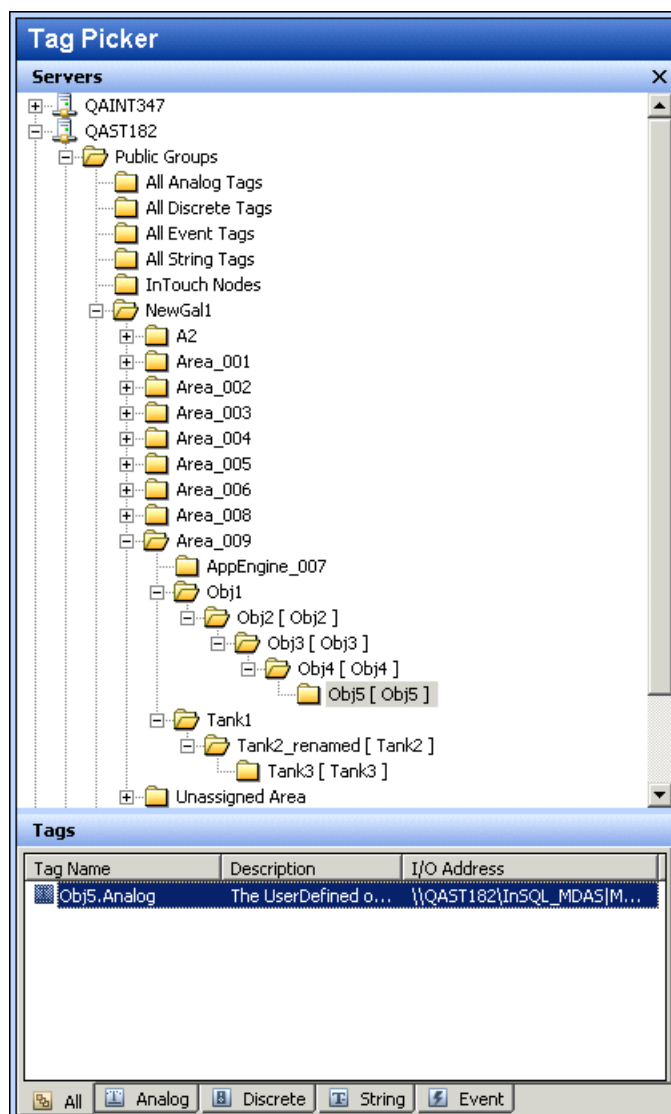 Tag Picker
Servers
QAINT347
QAST182
Public Groups
All Analog Tags
All Discrete Tags
All Event Tags
All String Tags
InTouch Nodes
NewGal1
A2
Area_001
Area_002
Area_003
Area_004
Area_005
Area_006
Area_008
Area_009
AppEngine_007
Obj1
Obj2 [ Obj2 ]
Obj3 [ Obj3 ]
Obj4 [ Obj4 ]
Obj5 [ Obj5 ]
Tank1
Tank2_renamed [ Tank2 ]
Tank3 [ Tank3 ]
Unassigned Area
Tags
Tag Name Description I/O Address
Obj5.Analog The UserDefined o... \\QAST182\InSQL_MDAS|M...
All Analog Discrete String Event